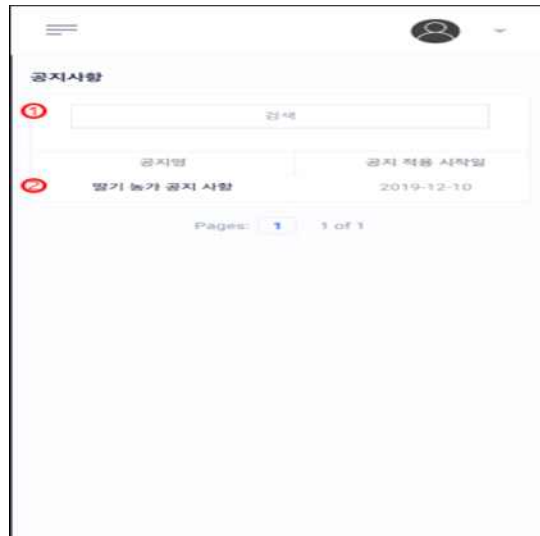 공지사항
① 검색
공지명 공지 적용 시작일
② 딸기 농가 공지 사항 2019-12-10
Pages: 1 1 of 1